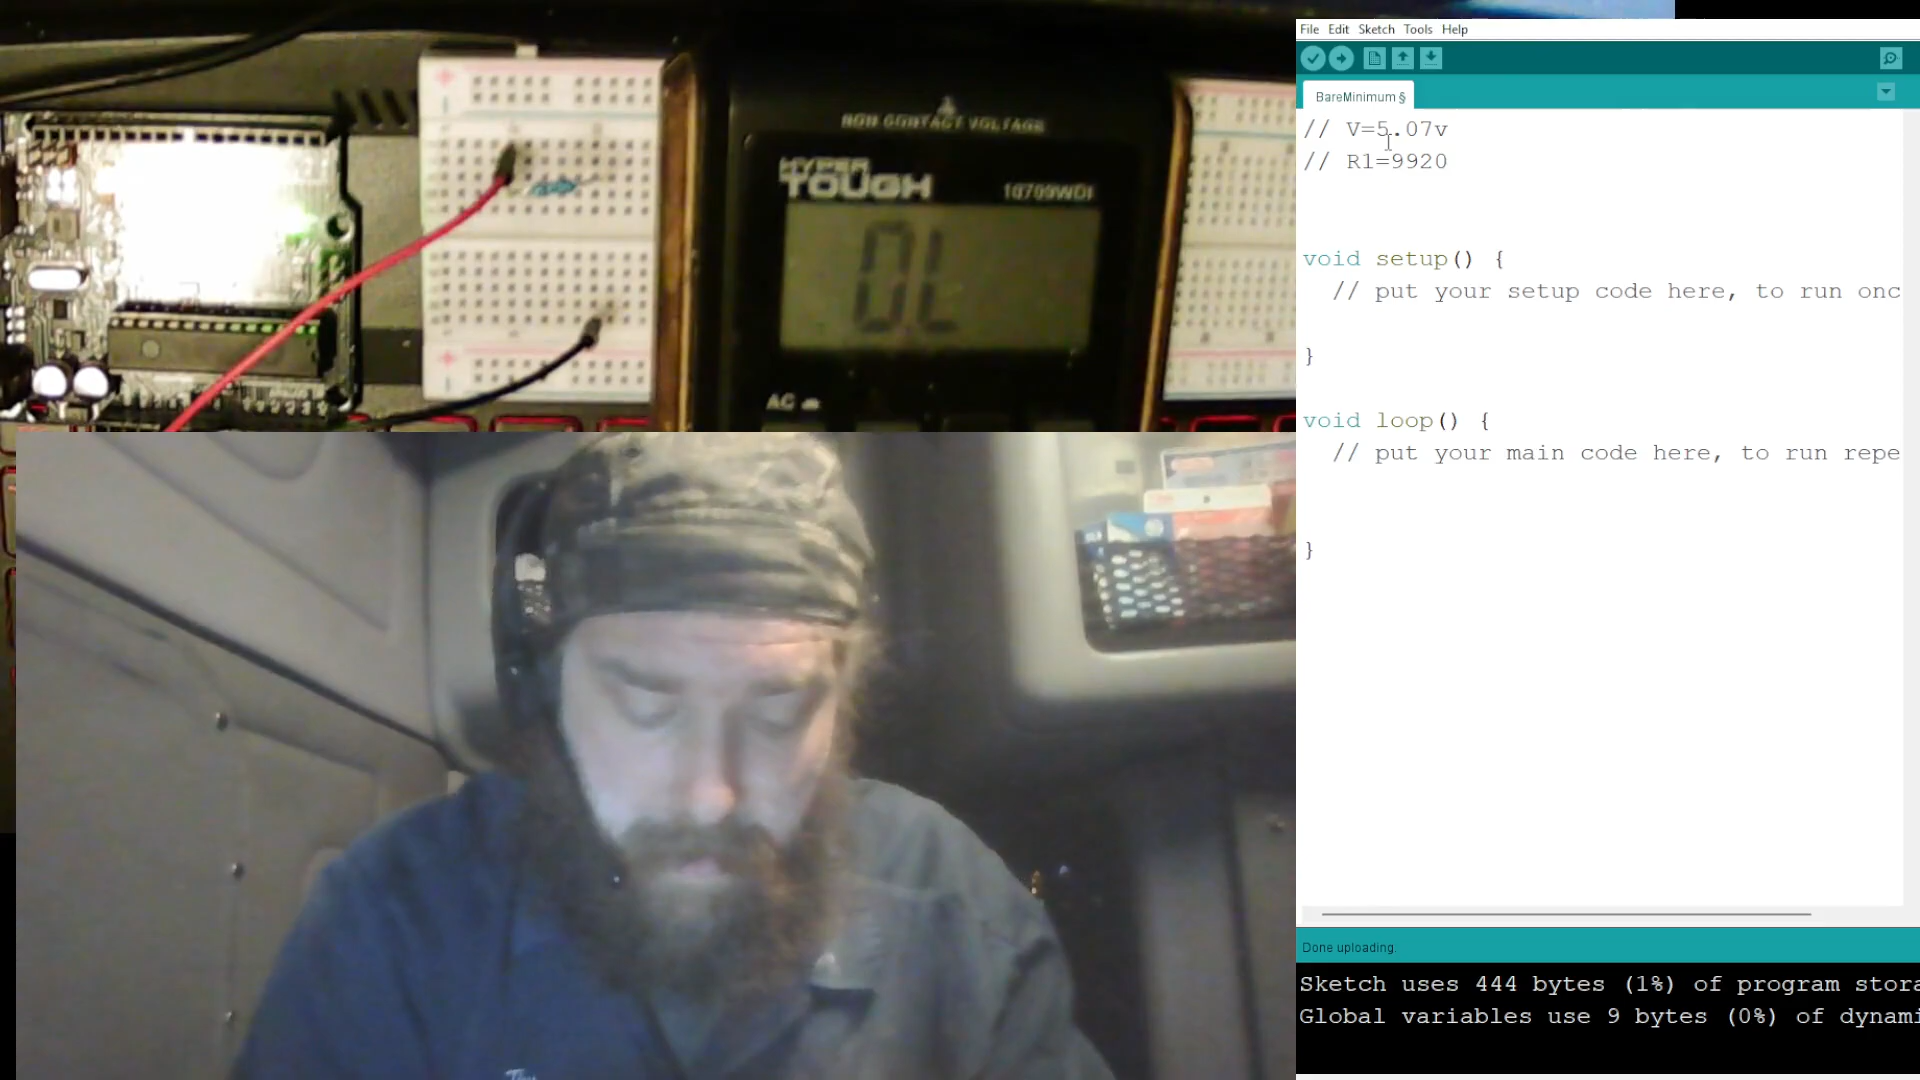 NON CONTACT VOLTAGE
HYPER
TOUGH
10709WDI
OL
AC
File Edit Sketch Tools Help
BareMinimum §
// V=5.07v
// R1=9920
void setup() {
// put your setup code here, to run onc
}
void loop() {
// put your main code here, to run repe
}
Done uploading.
Sketch uses 444 bytes (1%) of program stora
Global variables use 9 bytes (0%) of dynami